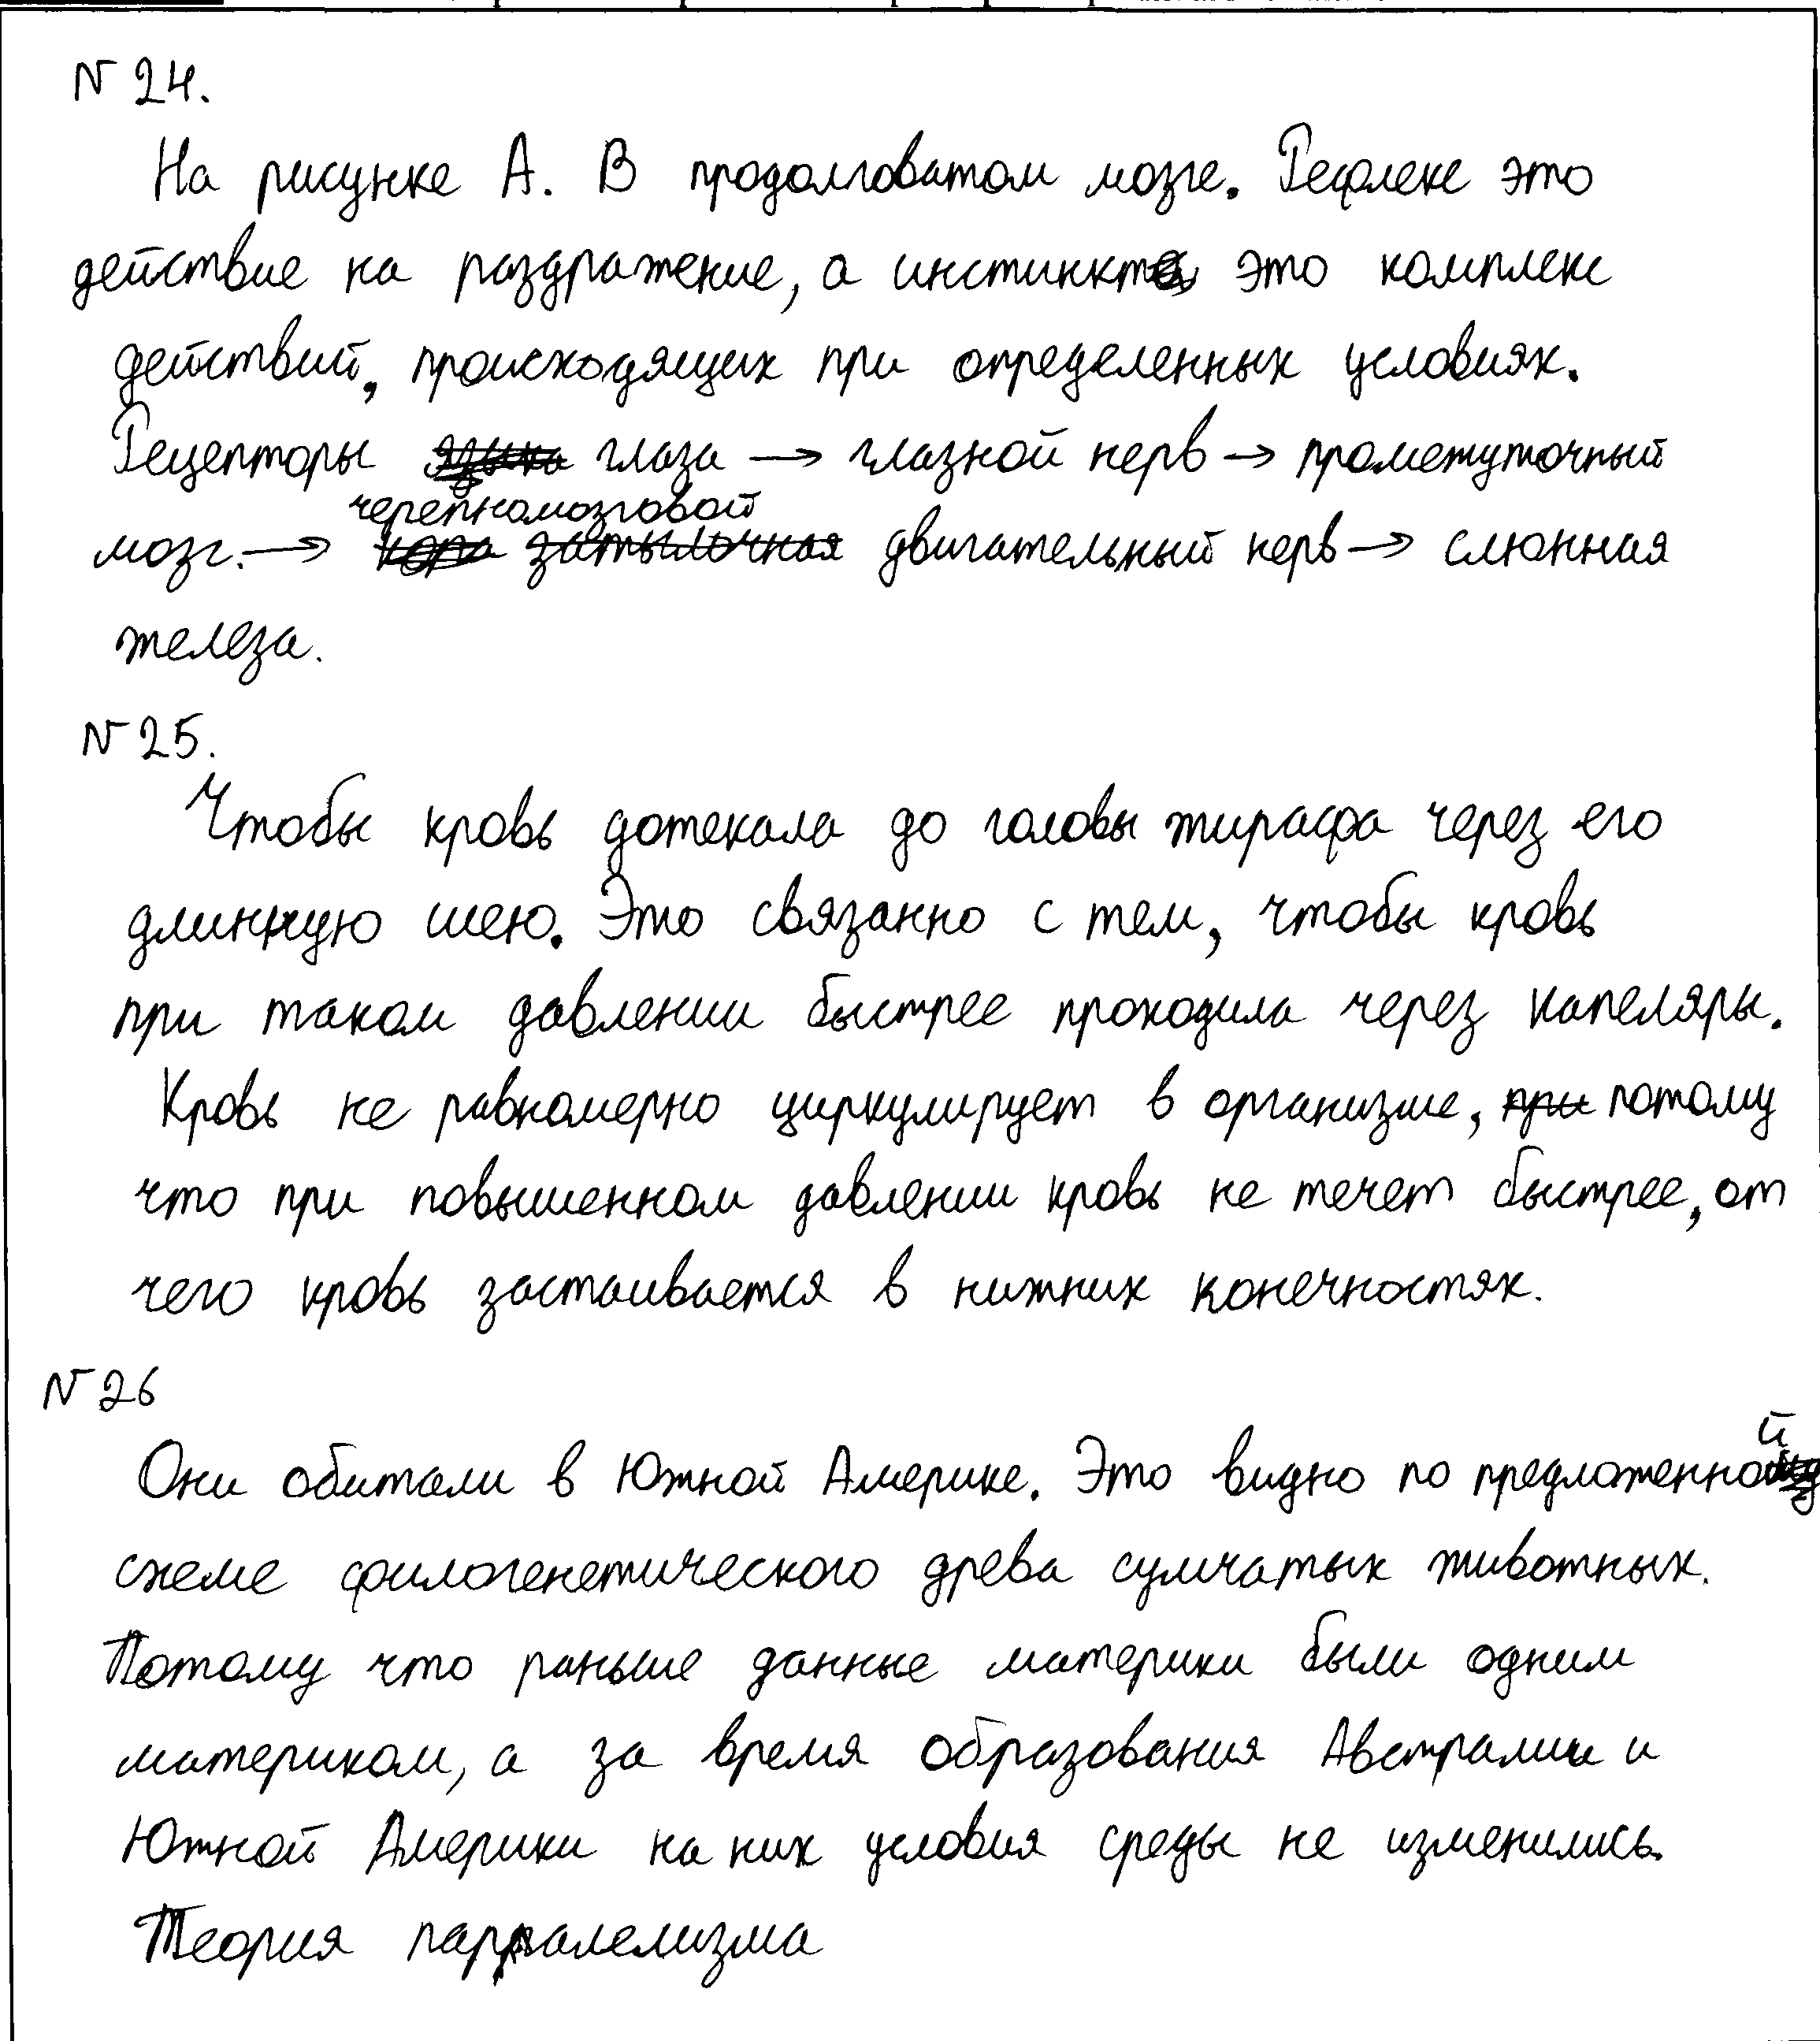 N 24.
На рисунке А. В продолговатом мозге. Рефлекс это
действие на раздражение, а инстинкт это комплекс
действий, происходящих при определенных условиях.
Рецепторы глаза → глазной нерв → промежуточный
черепномозговой
мозг. → двигательный нерв → слюнная
железа.
N 25.
Чтобы кровь дотекала до головы жирафа через его
длинную шею. Это связанно с тем, чтобы кровь
при таком давлении быстрее проходила через капеляры.
Кровь не равномерно циркулирует в организме, при потому
что при повышенном давлении кровь не течет быстрее, от
чего кровь застаивается в нижних конечностях.
N 26
Они обитали в Южной Америке. Это видно по предложенной
схеме филогенетического древа сумчатых животных.
Потому что раньше данные материки были одним
материком, а за время образования Австралии и
Южной Америки на них условия среды не изменились.
Теория парралелизма